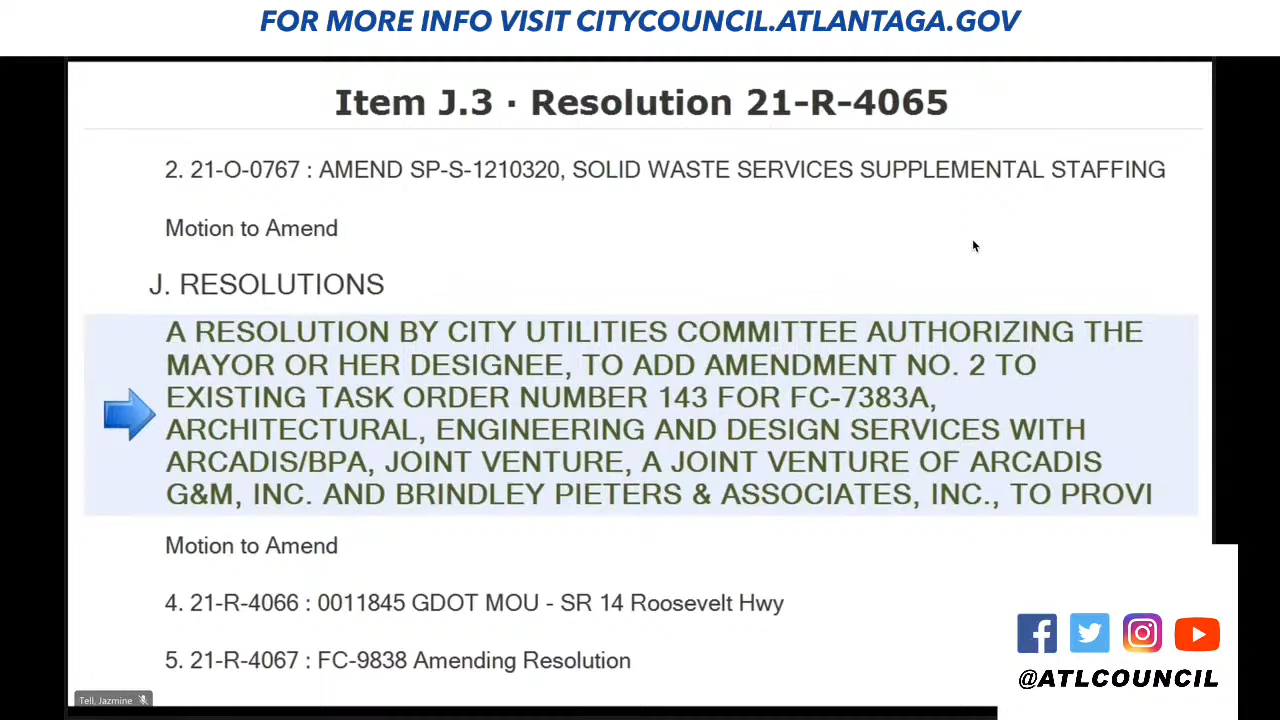 FOR MORE INFO VISIT CITYCOUNCIL.ATLANTAGA.GOV
Item J.3 · Resolution 21-R-4065
2. 21-O-0767 : AMEND SP-S-1210320, SOLID WASTE SERVICES SUPPLEMENTAL STAFFING
Motion to Amend
J. RESOLUTIONS
A RESOLUTION BY CITY UTILITIES COMMITTEE AUTHORIZING THE
MAYOR OR HER DESIGNEE, TO ADD AMENDMENT NO. 2 TO
EXISTING TASK ORDER NUMBER 143 FOR FC-7383A,
ARCHITECTURAL, ENGINEERING AND DESIGN SERVICES WITH
ARCADIS/BPA, JOINT VENTURE, A JOINT VENTURE OF ARCADIS
G&M, INC. AND BRINDLEY PIETERS & ASSOCIATES, INC., TO PROVI
Motion to Amend
4. 21-R-4066 : 0011845 GDOT MOU - SR 14 Roosevelt Hwy
5. 21-R-4067 : FC-9838 Amending Resolution
@ATLCOUNCIL
Tell, Jazmine